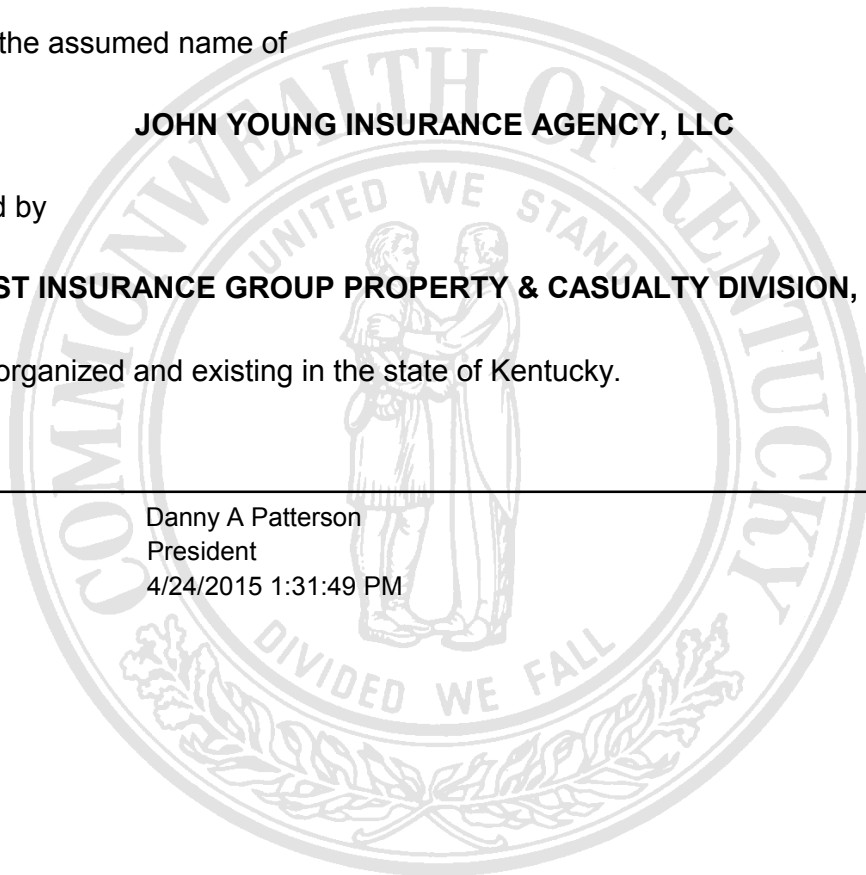 the assumed name of
JOHN YOUNG INSURANCE AGENCY, LLC
d by
ST INSURANCE GROUP PROPERTY & CASUALTY DIVISION,
organized and existing in the state of Kentucky.
Danny A Patterson
President
4/24/2015 1:31:49 PM
COMMONWEALTH OF KENTUCKY
UNITED WE STAND
DIVIDED WE FALL